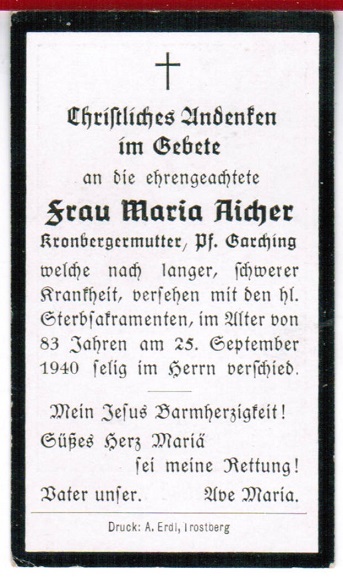 Christliches Andenken
im Gebete
an die ehrengeachtete
Frau Maria Aicher
Kronbergermutter, Pf. Garching
welche nach langer, schwerer
Krankheit, versehen mit den hl.
Sterbsakramenten, im Alter von
83 Jahren am 25. September
1940 selig im Herrn verschied.
Mein Jesus Barmherzigkeit!
Süßes Herz Mariä
sei meine Rettung!
Vater unser. Ave Maria.
Druck: A. Erdl, Trostberg